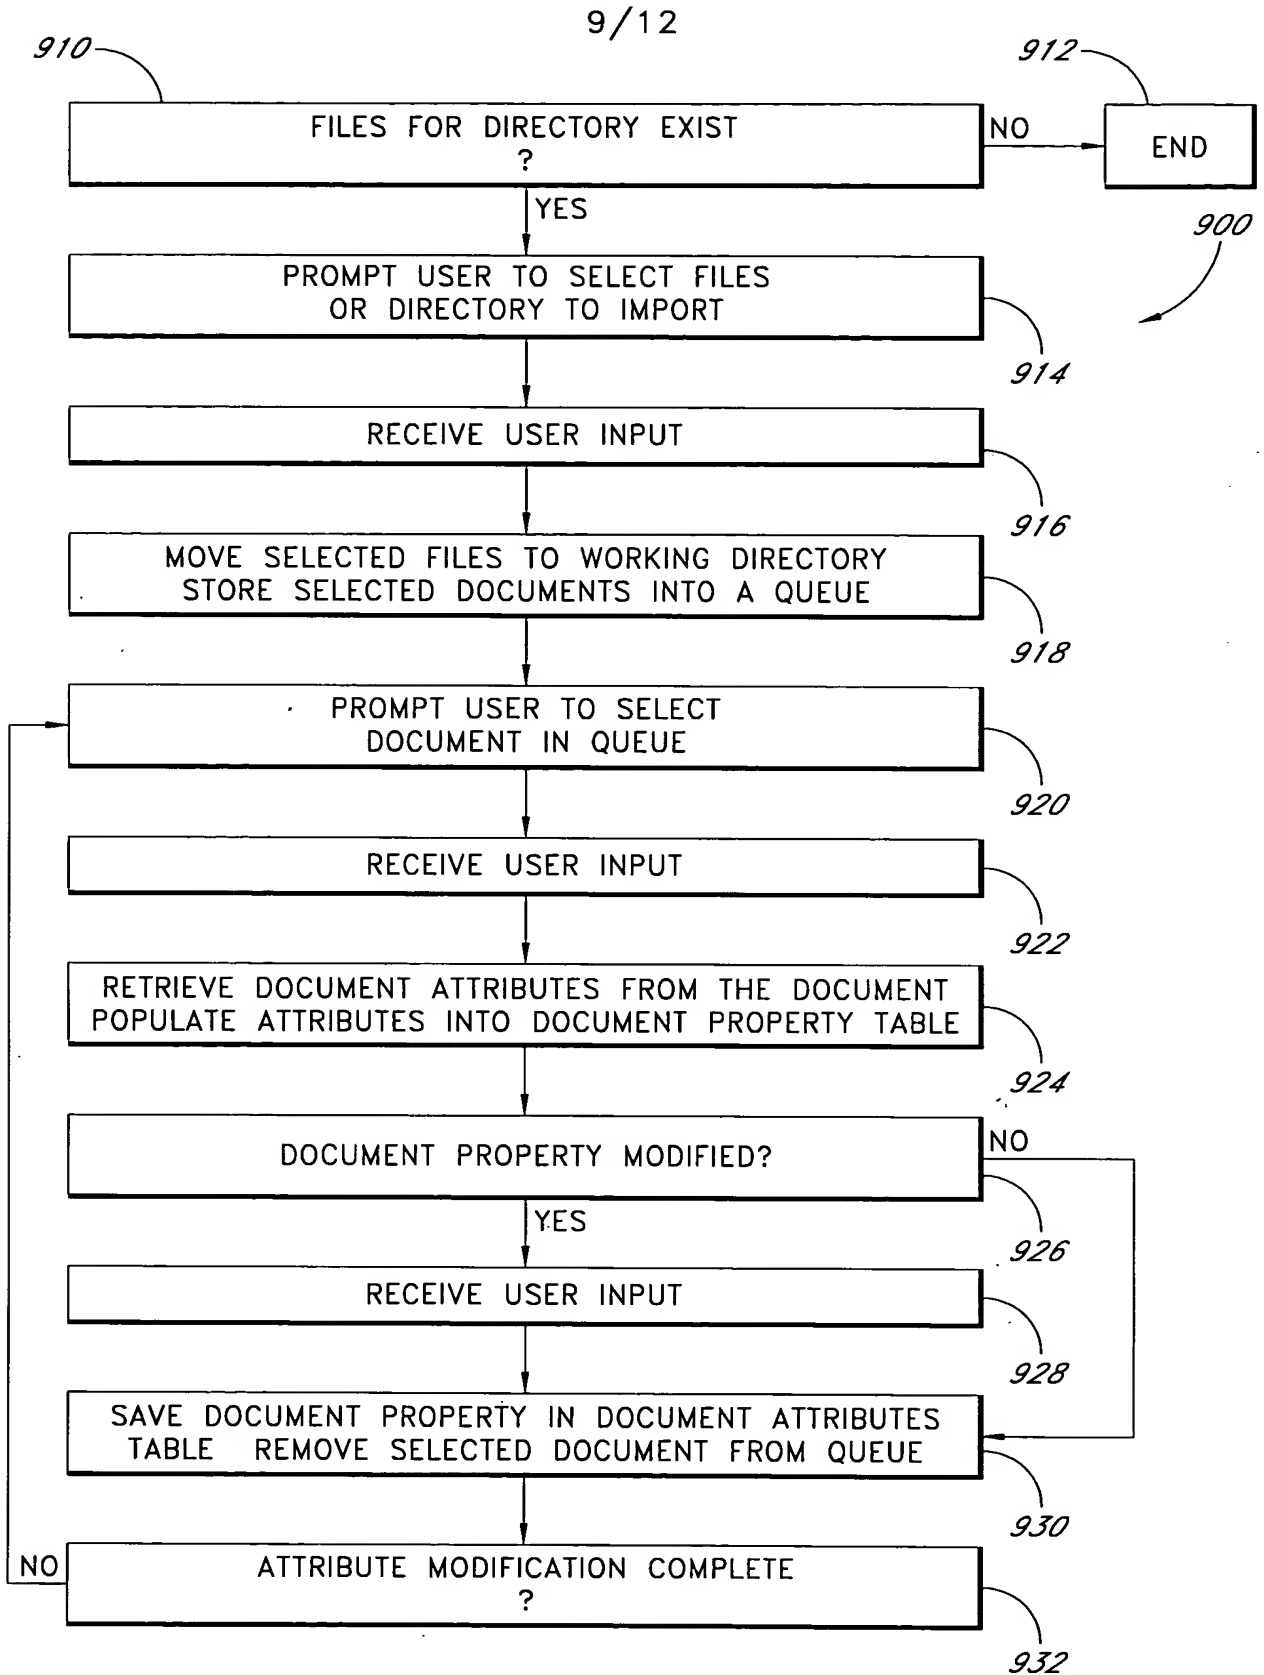 9/12
910
912
FILES FOR DIRECTORY EXIST
?
NO
END
YES
900
PROMPT USER TO SELECT FILES
OR DIRECTORY TO IMPORT
914
RECEIVE USER INPUT
916
MOVE SELECTED FILES TO WORKING DIRECTORY
STORE SELECTED DOCUMENTS INTO A QUEUE
918
PROMPT USER TO SELECT
DOCUMENT IN QUEUE
920
RECEIVE USER INPUT
922
RETRIEVE DOCUMENT ATTRIBUTES FROM THE DOCUMENT
POPULATE ATTRIBUTES INTO DOCUMENT PROPERTY TABLE
924
DOCUMENT PROPERTY MODIFIED?
NO
926
YES
RECEIVE USER INPUT
928
SAVE DOCUMENT PROPERTY IN DOCUMENT ATTRIBUTES
TABLE REMOVE SELECTED DOCUMENT FROM QUEUE
930
NO
ATTRIBUTE MODIFICATION COMPLETE
?
932